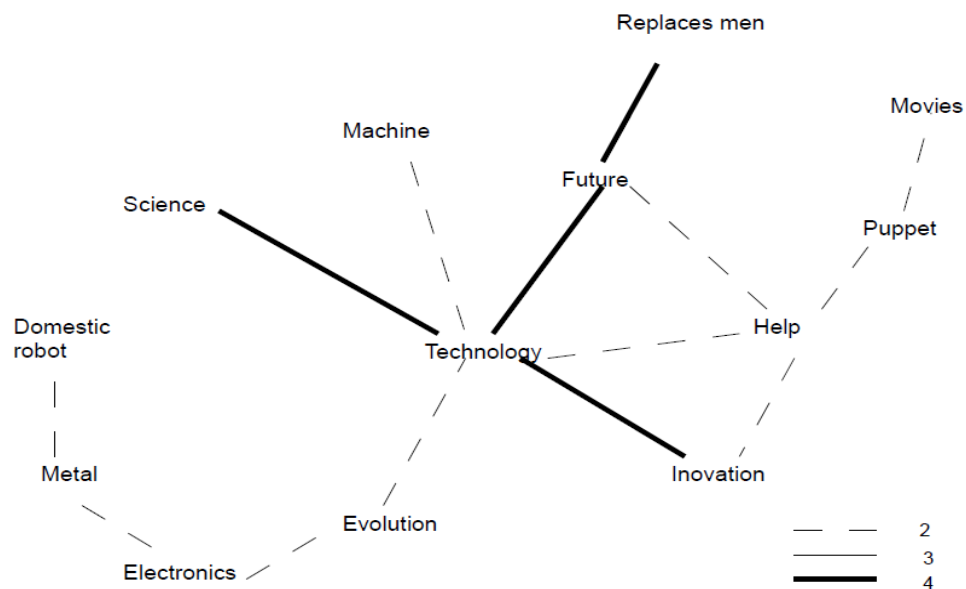 Replaces men
Movies
Machine
Future
Science
Puppet
Domestic
robot
Help
Technology
Metal
Inovation
Evolution
Electronics
2
3
4